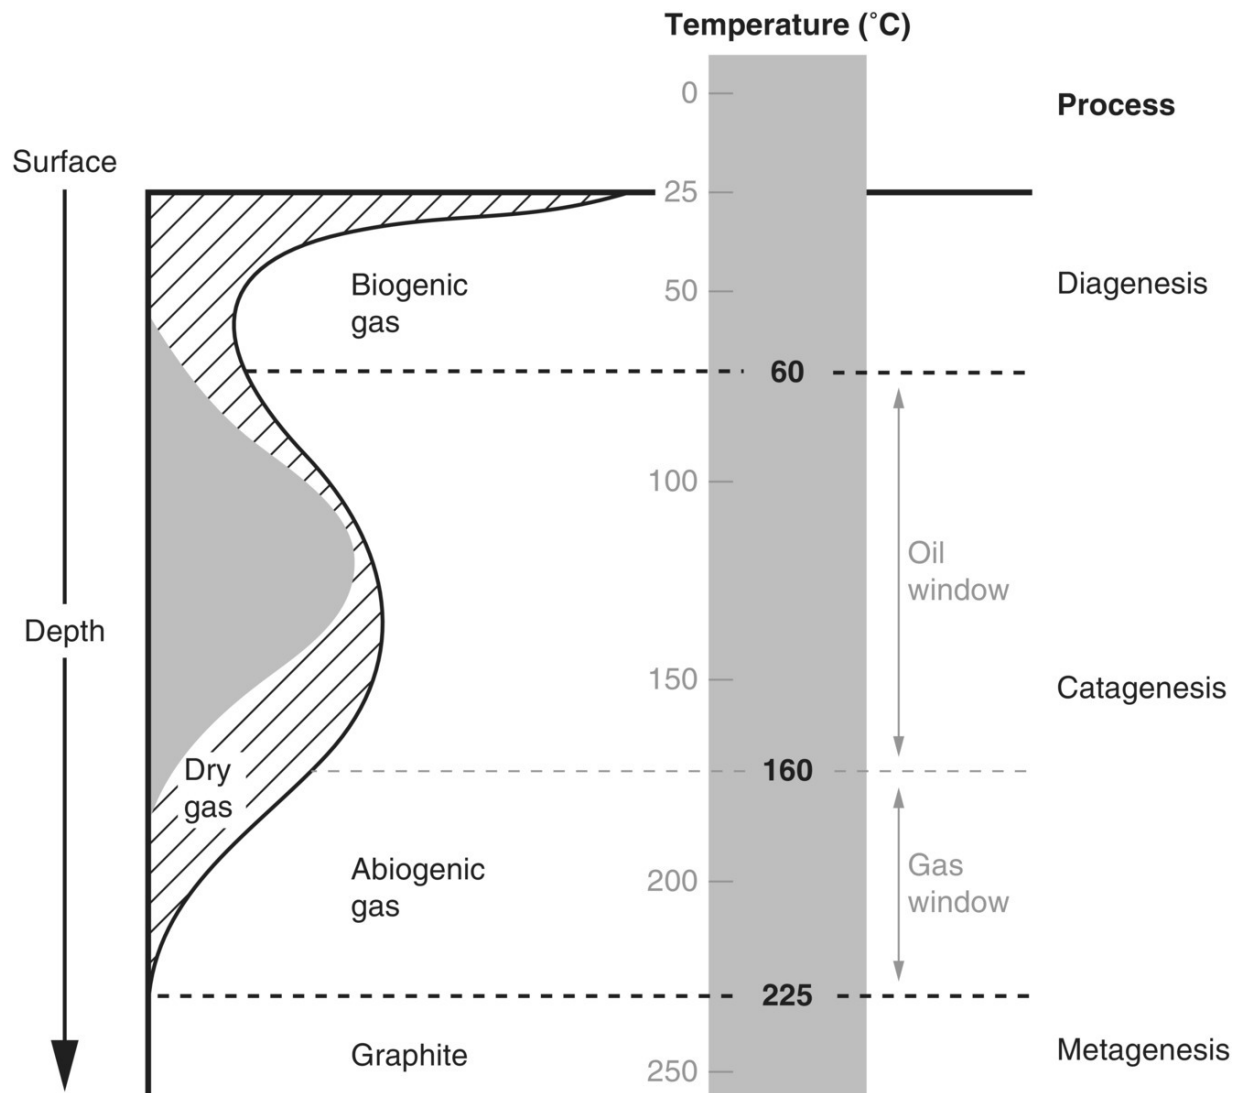 Temperature (˚C)
0
Process
Surface
25
Biogenic
gas
50
Diagenesis
60
100
Oil
window
Depth
150
Catagenesis
Dry
gas
160
Abiogenic
gas
200
Gas
window
225
Graphite
250
Metagenesis